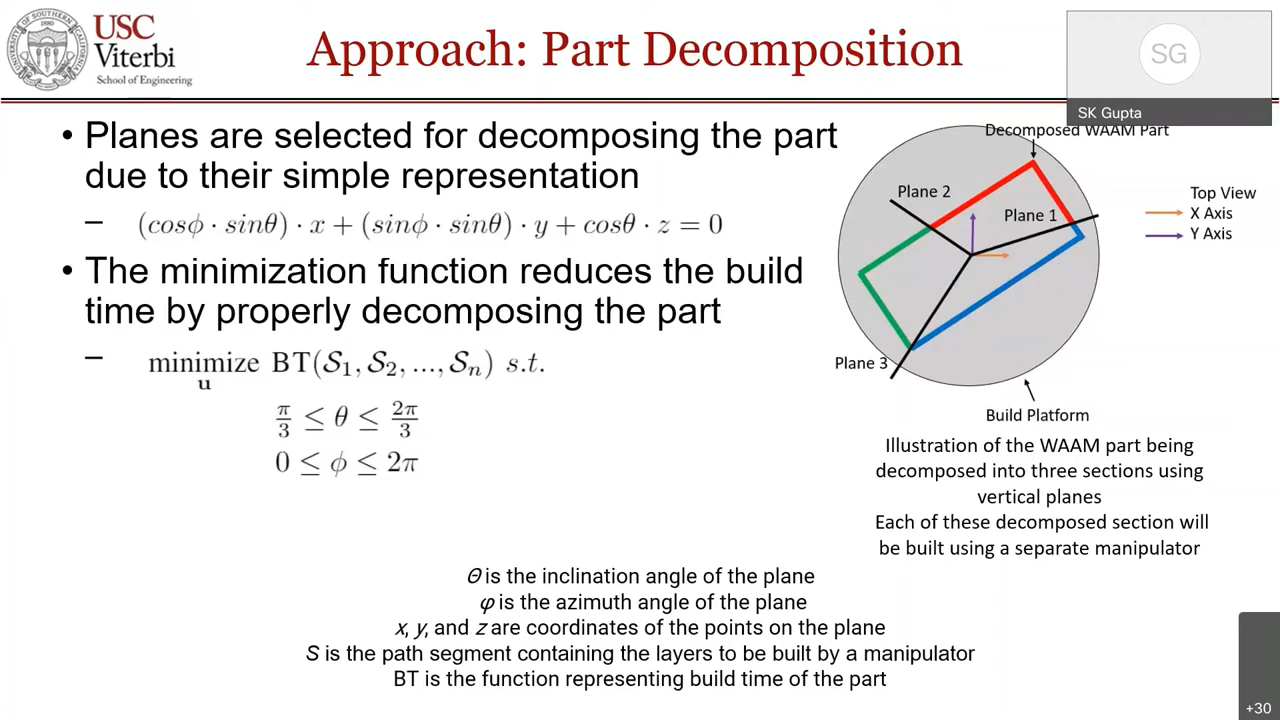 USC
Viterbi
School of Engineering
Approach: Part Decomposition
SG
SK Gupta
• Planes are selected for decomposing the part
due to their simple representation
– (cosϕ · sinθ) · x + (sinϕ · sinθ) · y + cosθ · z = 0
• The minimization function reduces the build
time by properly decomposing the part
– minimize BT(S₁, S₂, ..., Sₙ) s.t.
u
π/3 ≤ θ ≤ 2π/3
0 ≤ ϕ ≤ 2π
Decomposed WAAM Part
Plane 2
Plane 1
Plane 3
Build Platform
Top View
X Axis
Y Axis
Illustration of the WAAM part being
decomposed into three sections using
vertical planes
Each of these decomposed section will
be built using a separate manipulator
Θ is the inclination angle of the plane
φ is the azimuth angle of the plane
x, y, and z are coordinates of the points on the plane
S is the path segment containing the layers to be built by a manipulator
BT is the function representing build time of the part
+30